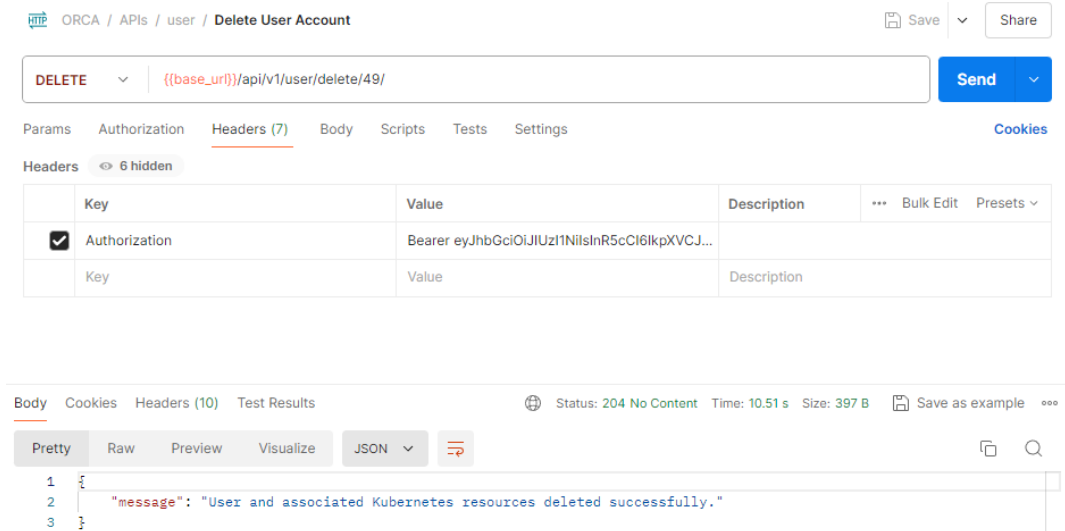 HTTP ORCA / APIs / user / Delete User Account Save Share
DELETE {{base_url}}/api/v1/user/delete/49/ Send
Params Authorization Headers (7) Body Scripts Tests Settings Cookies
Headers 6 hidden
Key Value Description ••• Bulk Edit Presets
Authorization Bearer eyJhbGciOiJIUzI1NiIsInR5cCI6IkpXVCJ...
Key Value Description
Body Cookies Headers (10) Test Results Status: 204 No Content Time: 10.51 s Size: 397 B Save as example
Pretty Raw Preview Visualize JSON
1 {
2 "message": "User and associated Kubernetes resources deleted successfully."
3 }